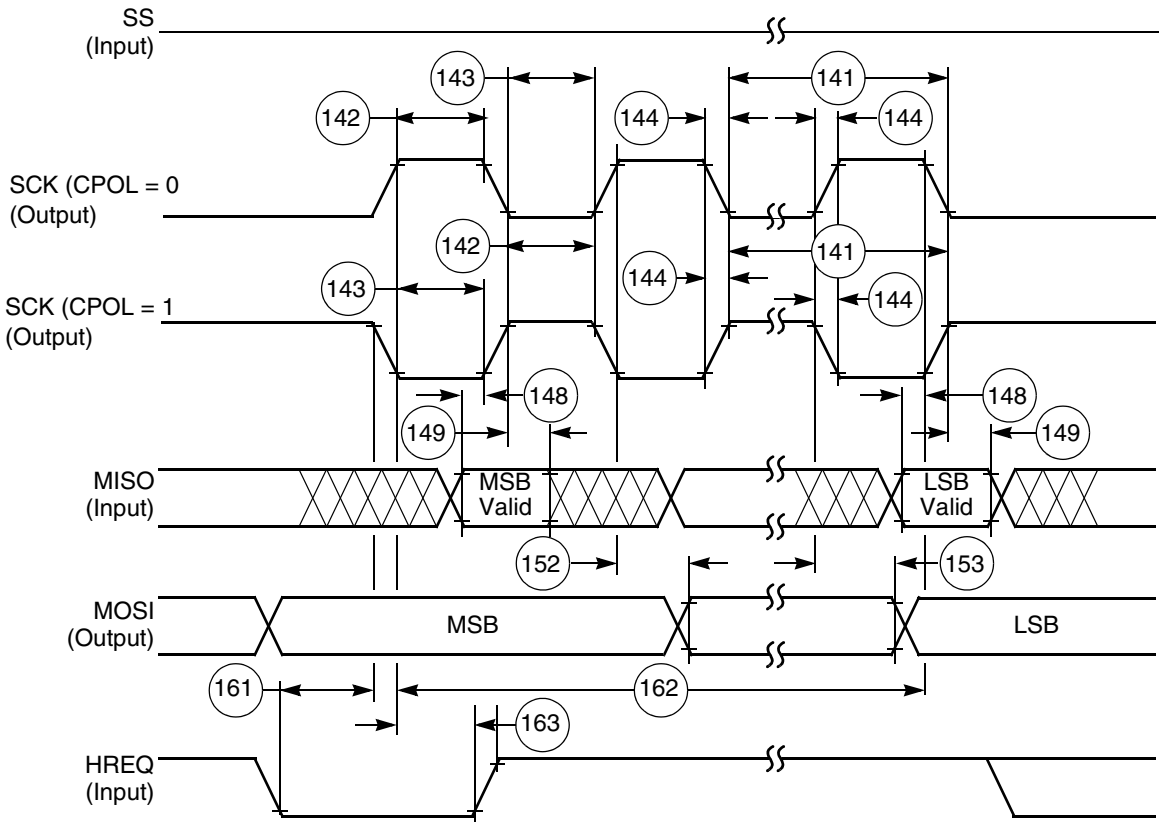 SS
(Input)
143
141
142
144
144
SCK (CPOL = 0
(Output)
142
141
143
144
144
SCK (CPOL = 1
(Output)
148
148
149
149
MISO
(Input)
MSB
Valid
LSB
Valid
152
153
MOSI
(Output)
MSB
LSB
161
162
163
HREQ
(Input)